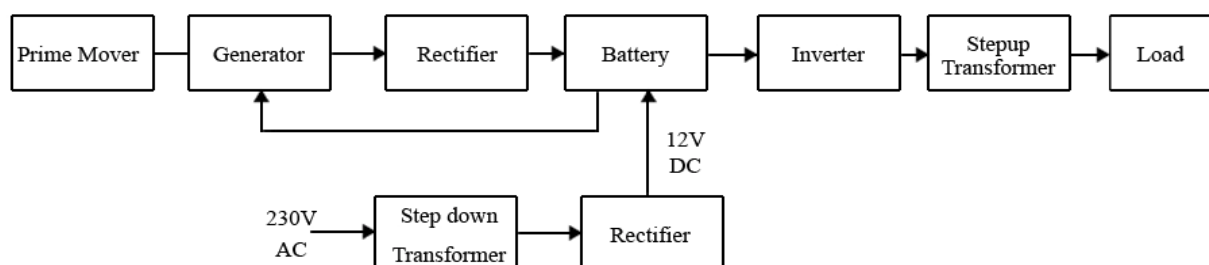 Prime Mover
Generator
Rectifier
Battery
Inverter
Stepup
Transformer
Load
12V
DC
230V
AC
Step down
Transformer
Rectifier